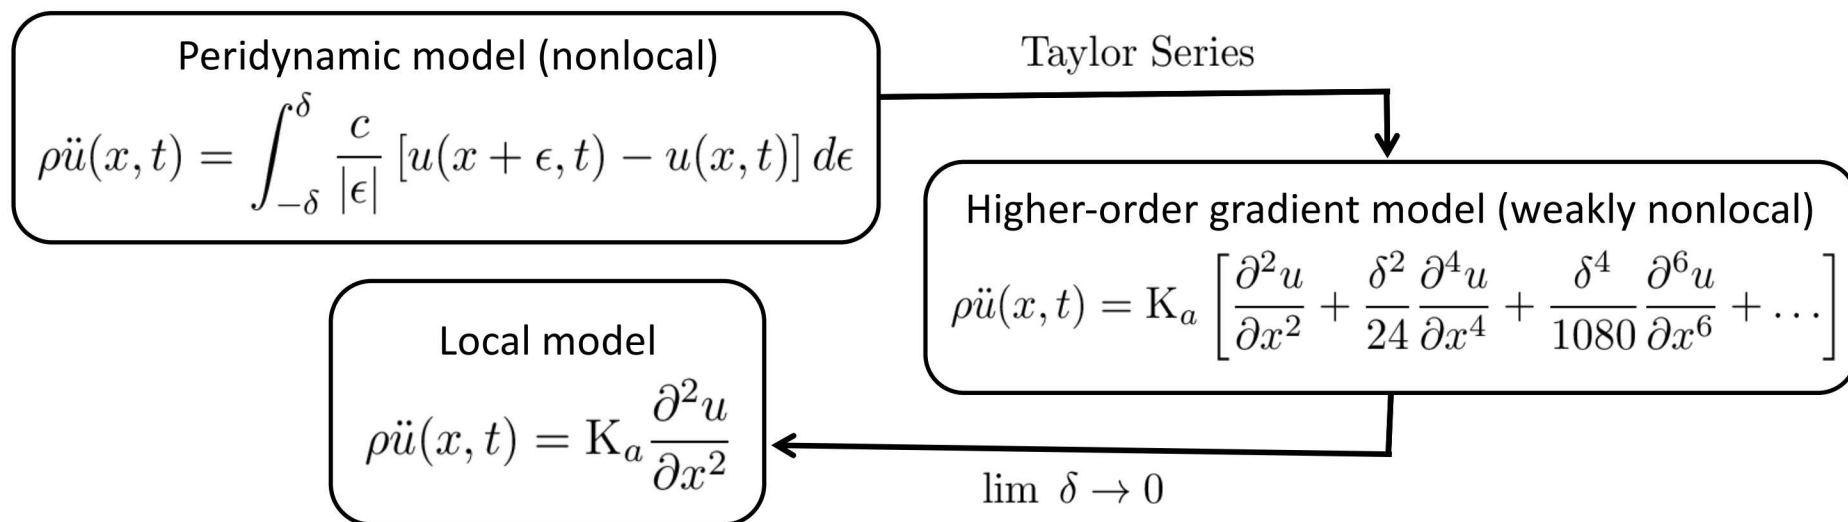 Peridynamic model (nonlocal)
ρü(x, t) = ∫_{−δ}^{δ} c/|ϵ| [u(x + ϵ, t) − u(x, t)] dϵ
Taylor Series
Higher-order gradient model (weakly nonlocal)
ρü(x, t) = K_a [∂²u/∂x² + δ²/24 ∂⁴u/∂x⁴ + δ⁴/1080 ∂⁶u/∂x⁶ + . . .]
Local model
ρü(x, t) = K_a ∂²u/∂x²
lim δ → 0